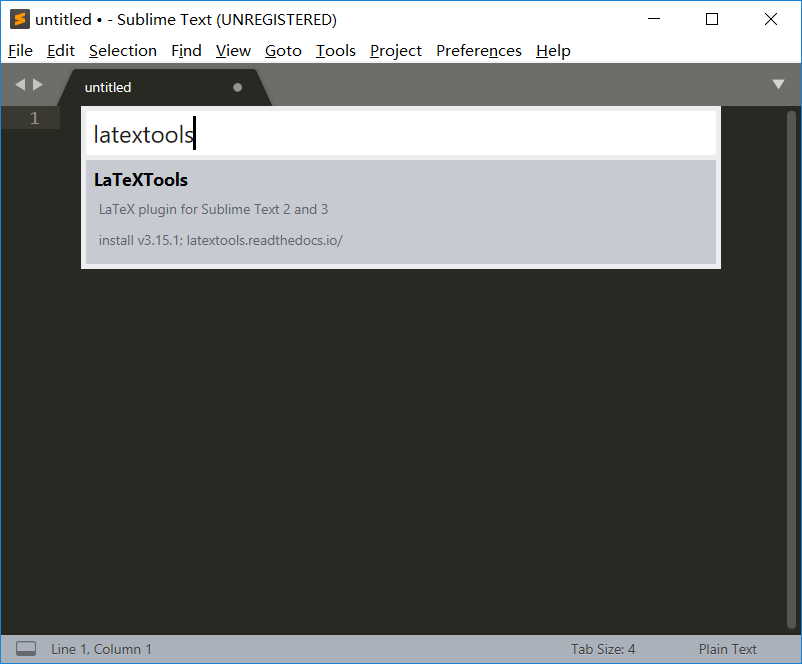 untitled • - Sublime Text (UNREGISTERED)
File Edit Selection Find View Goto Tools Project Preferences Help
untitled
1
latextools
LaTeXTools
LaTeX plugin for Sublime Text 2 and 3
install v3.15.1; latextools.readthedocs.io/
Line 1, Column 1 Tab Size: 4 Plain Text